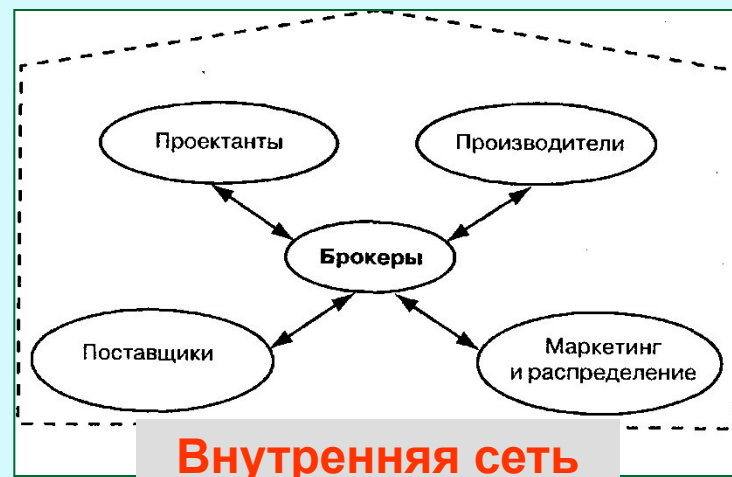 Проектанты
Производители
Брокеры
Поставщики
Маркетинг
и распределение
Внутренняя сеть